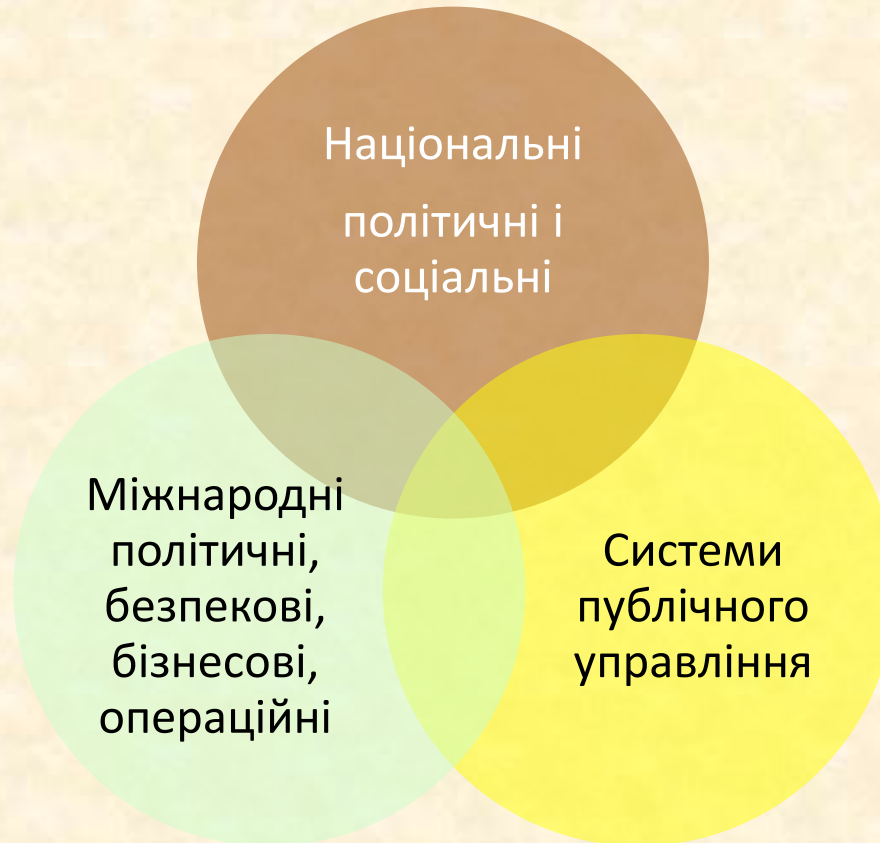 Національні
політичні і
соціальні
Міжнародні
політичні,
безпекові,
бізнесові,
операційні
Системи
публічного
управління